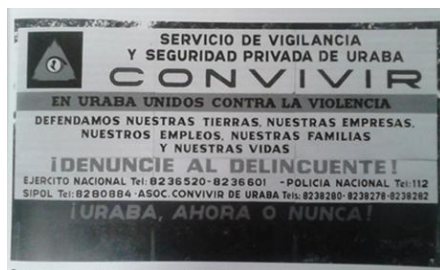 SERVICIO DE VIGILANCIA
Y SEGURIDAD PRIVADA DE URABA
CONVIVIR
EN URABA UNIDOS CONTRA LA VIOLENCIA
DEFENDAMOS NUESTRAS TIERRAS, NUESTRAS EMPRESAS,
NUESTROS EMPLEOS, NUESTRAS FAMILIAS
Y NUESTRAS VIDAS
¡DENUNCIE AL DELINCUENTE!
EJERCITO NACIONAL Tel: 8236520-8236601 -POLICIA NACIONAL Tel:112
SIPOL Tel:8280884·ASOC. CONVIVIR DE URABA Tels: 8238280-8238278-8238282
¡URABA, AHORA O NUNCA!